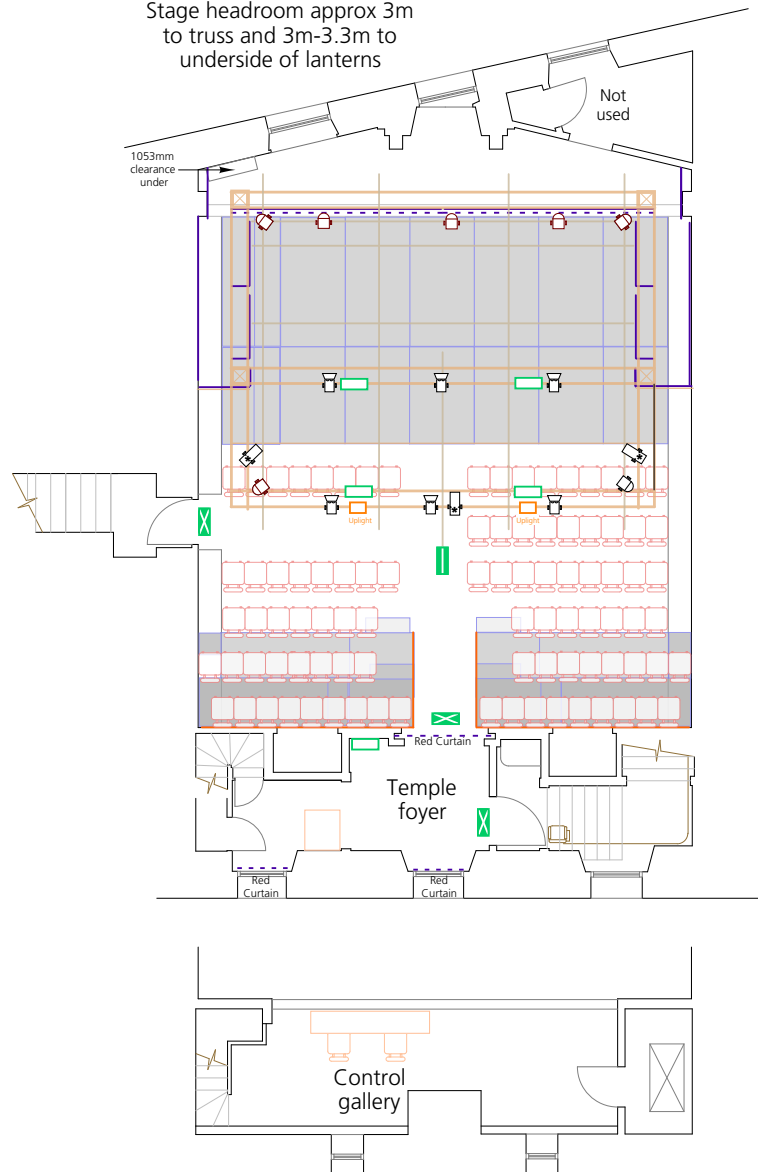 Stage headroom approx 3m
to truss and 3m-3.3m to
underside of lanterns
Not
used
1053mm
clearance
under
Uplight
Uplight
Red Curtain
Temple
foyer
Red
Curtain
Red
Curtain
Control
gallery